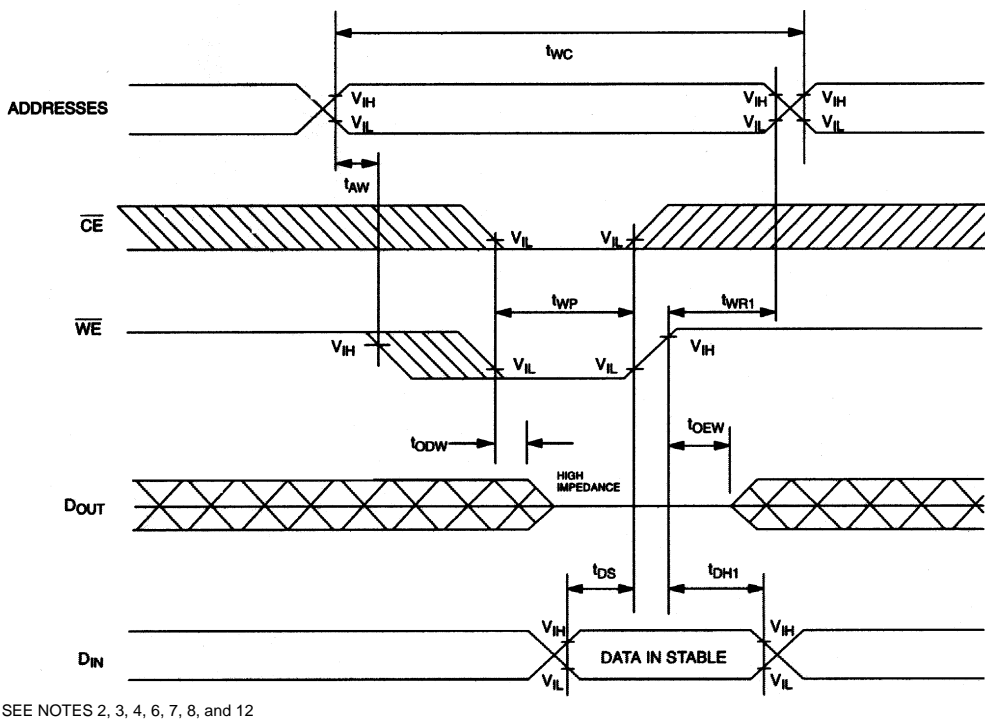 tWC
ADDRESSES
VIH VIH VIH
VIL VIL VIL
tAW
CE
VIL VIL
tWP tWR1
WE
VIH VIH
VIL VIL
tODW tOEW
HIGH
IMPEDANCE
DOUT
tDS tDH1
VIH VIH
DIN DATA IN STABLE
VIL VIL
SEE NOTES 2, 3, 4, 6, 7, 8, and 12